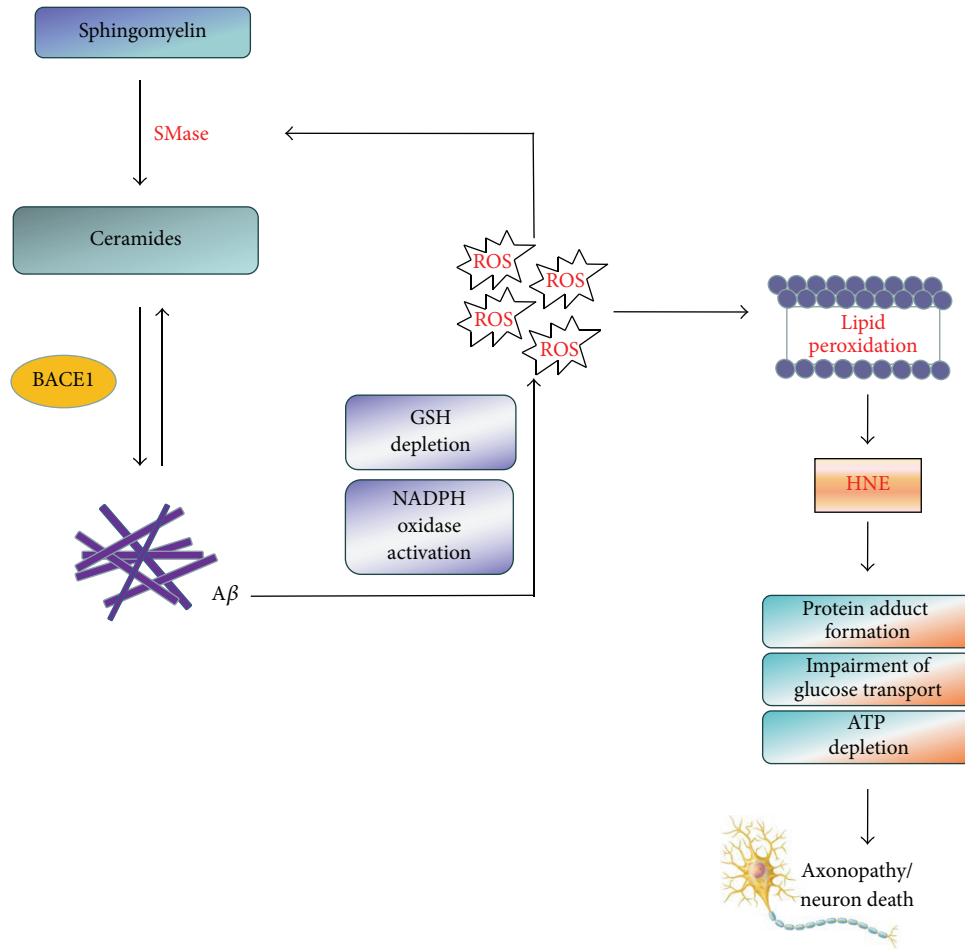 Sphingomyelin
SMase
Ceramides
BACE1
Aβ
GSH
depletion
NADPH
oxidase
activation
ROS
ROS
ROS
ROS
Lipid
peroxidation
HNE
Protein adduct
formation
Impairment of
glucose transport
ATP
depletion
Axonopathy/
neuron death